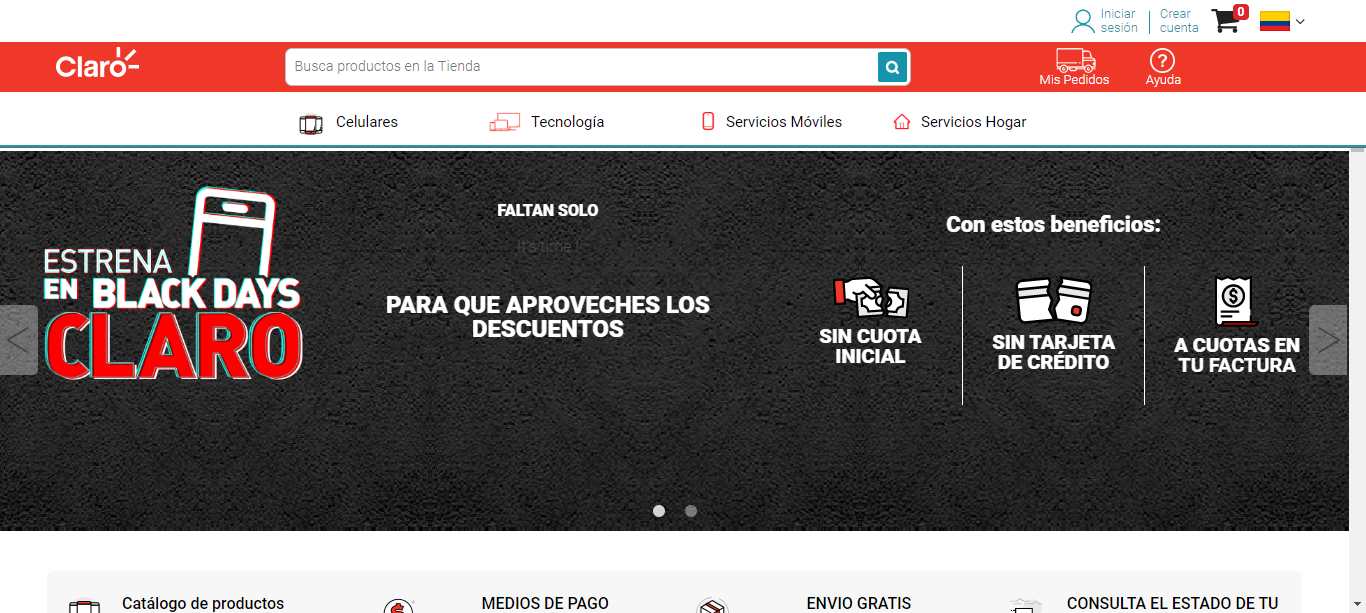 Iniciar
sesión
Crear
cuenta
0
Claro
Busca productos en la Tienda
Mis Pedidos
Ayuda
Celulares
Tecnología
Servicios Móviles
Servicios Hogar
ESTRENA
EN BLACK DAYS
CLARO
FALTAN SOLO
It's time !
PARA QUE APROVECHES LOS
DESCUENTOS
Con estos beneficios:
SIN CUOTA
INICIAL
SIN TARJETA
DE CRÉDITO
A CUOTAS EN
TU FACTURA
Catálogo de productos
MEDIOS DE PAGO
ENVIO GRATIS
CONSULTA EL ESTADO DE TU